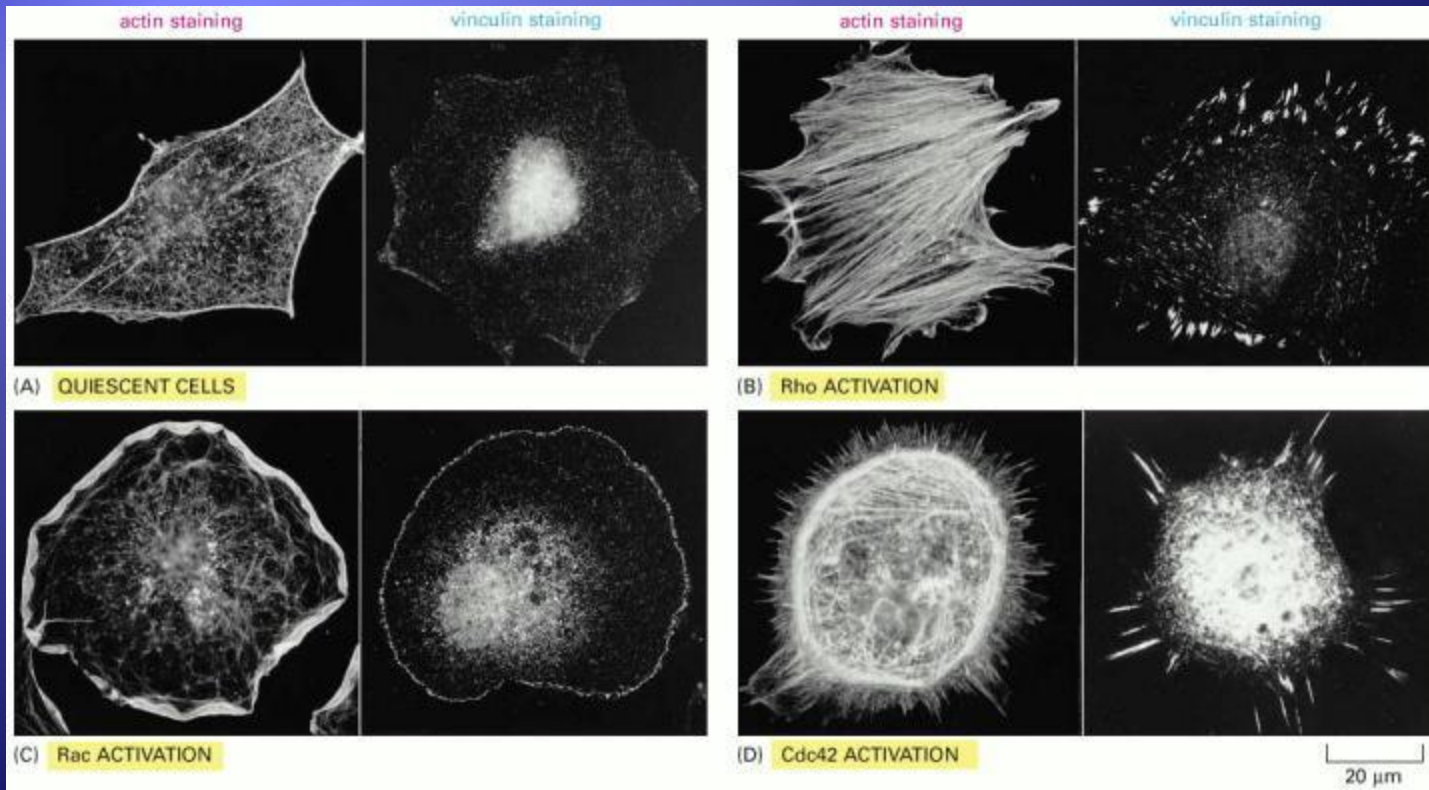 actin staining
vinculin staining
actin staining
vinculin staining
(A) QUIESCENT CELLS
(B) Rho ACTIVATION
(C) Rac ACTIVATION
(D) Cdc42 ACTIVATION
20 μm